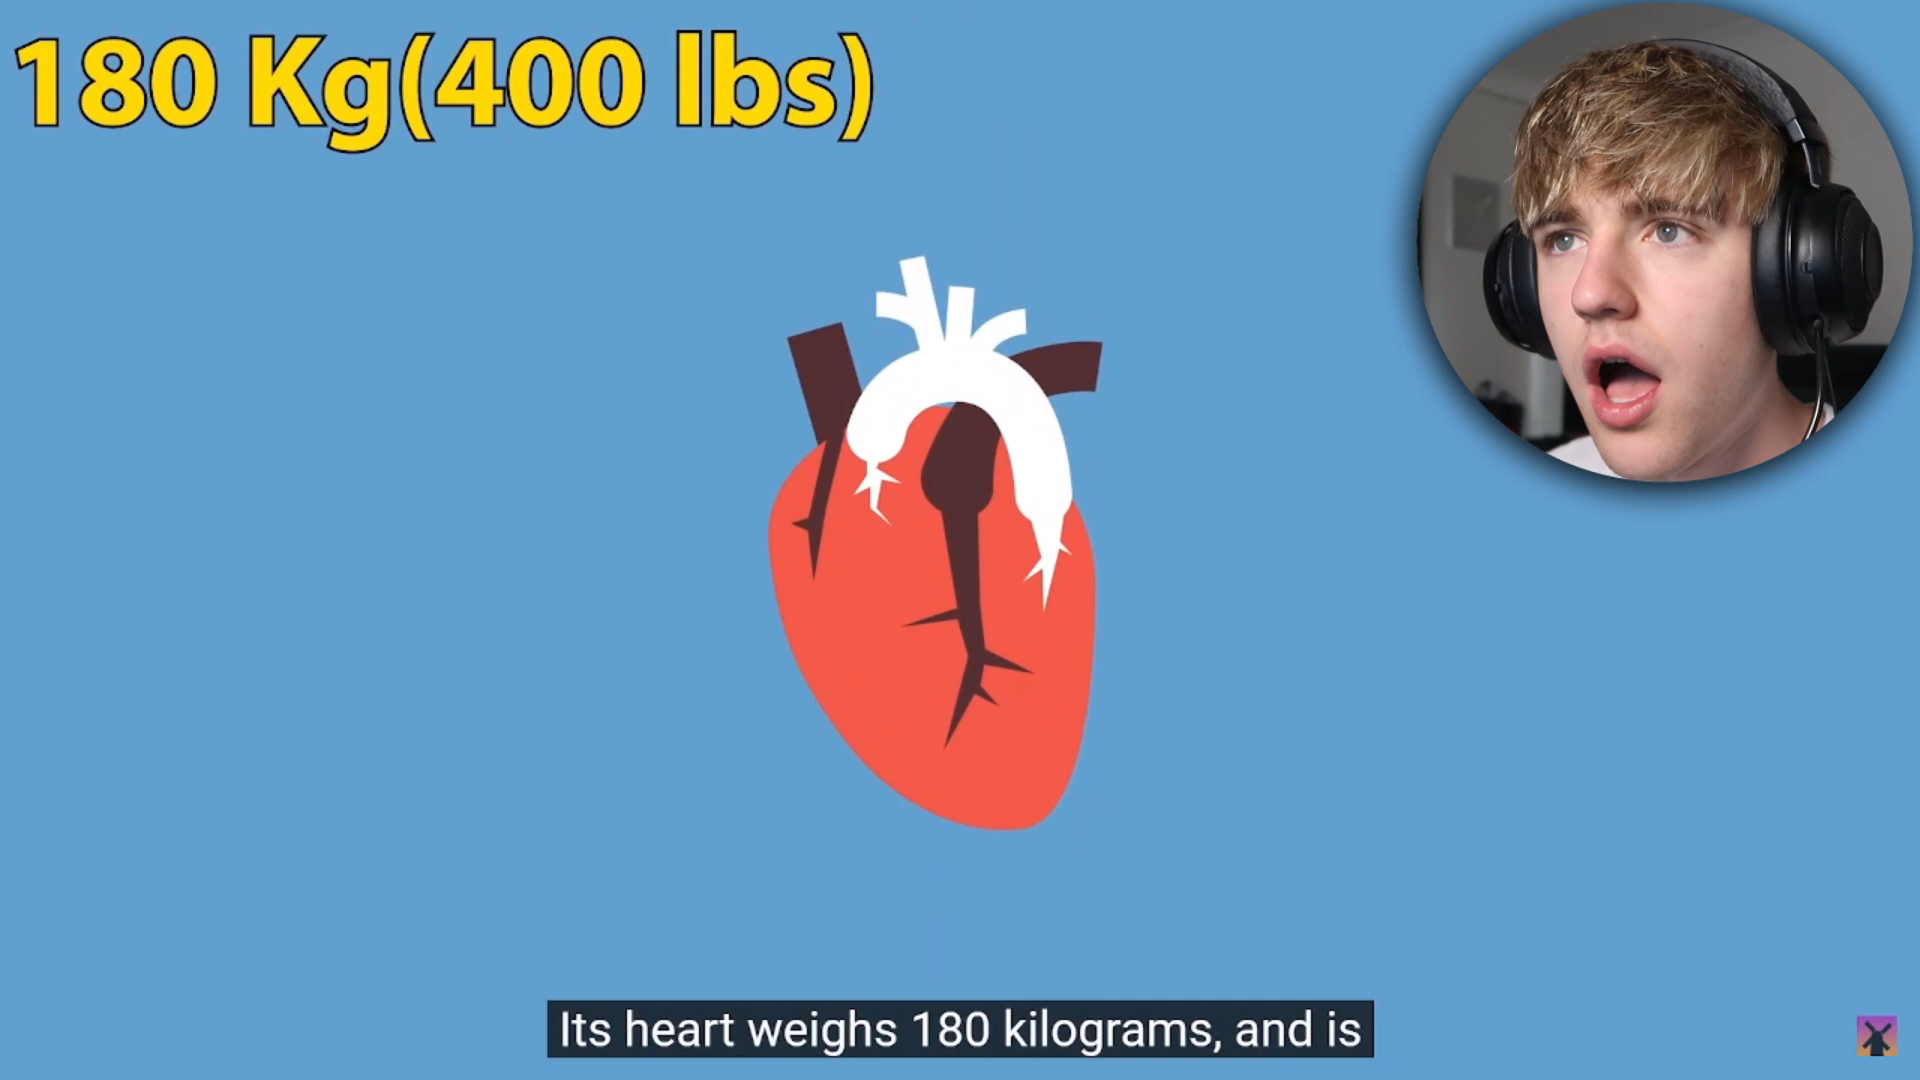 180 Kg(400 lbs)
Its heart weighs 180 kilograms, and is